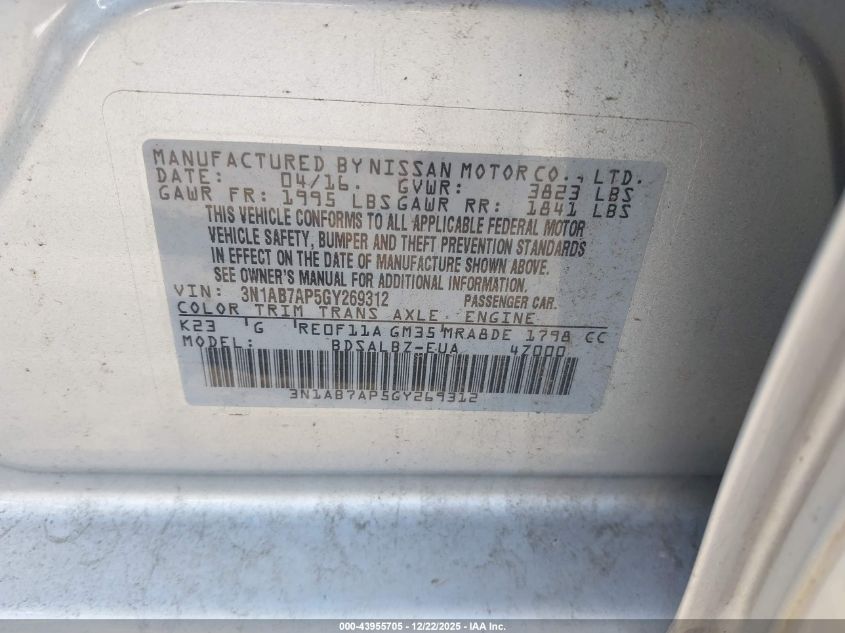 MANUFACTURED BY NISSAN MOTOR CO., LTD.
DATE: 04/16. GVWR: 3823 LBS
GAWR FR: 1995 LBS GAWR RR: 1841 LBS
THIS VEHICLE CONFORMS TO ALL APPLICABLE FEDERAL MOTOR
VEHICLE SAFETY, BUMPER AND THEFT PREVENTION STANDARDS
IN EFFECT ON THE DATE OF MANUFACTURE SHOWN ABOVE.
SEE OWNER'S MANUAL FOR ADDITIONAL INFORMATION.
VIN: 3N1AB7AP5GY269312 PASSENGER CAR.
COLOR TRIM TRANS AXLE ENGINE
K23 G RE0F11A GM35 MRA8DE 1798 CC
MODEL: BDSALBZ-EUA 47000
3N1AB7AP5GY269312
000-43955705 - 12/22/2025 - IAA Inc.